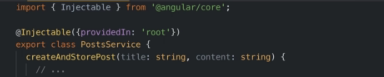 import { Injectable } from '@angular/core';
@Injectable({providedIn: 'root'})
export class PostsService {
createAndStorePost(title: string, content: string) {
// ...